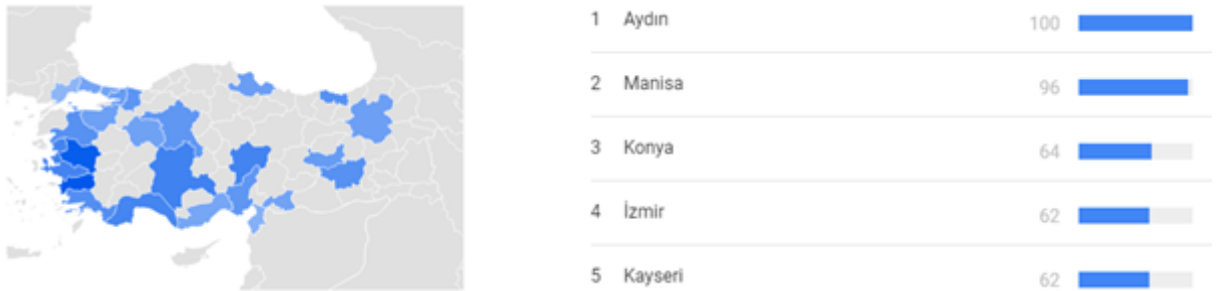 1 Aydın 100
2 Manisa 96
3 Konya 64
4 İzmir 62
5 Kayseri 62